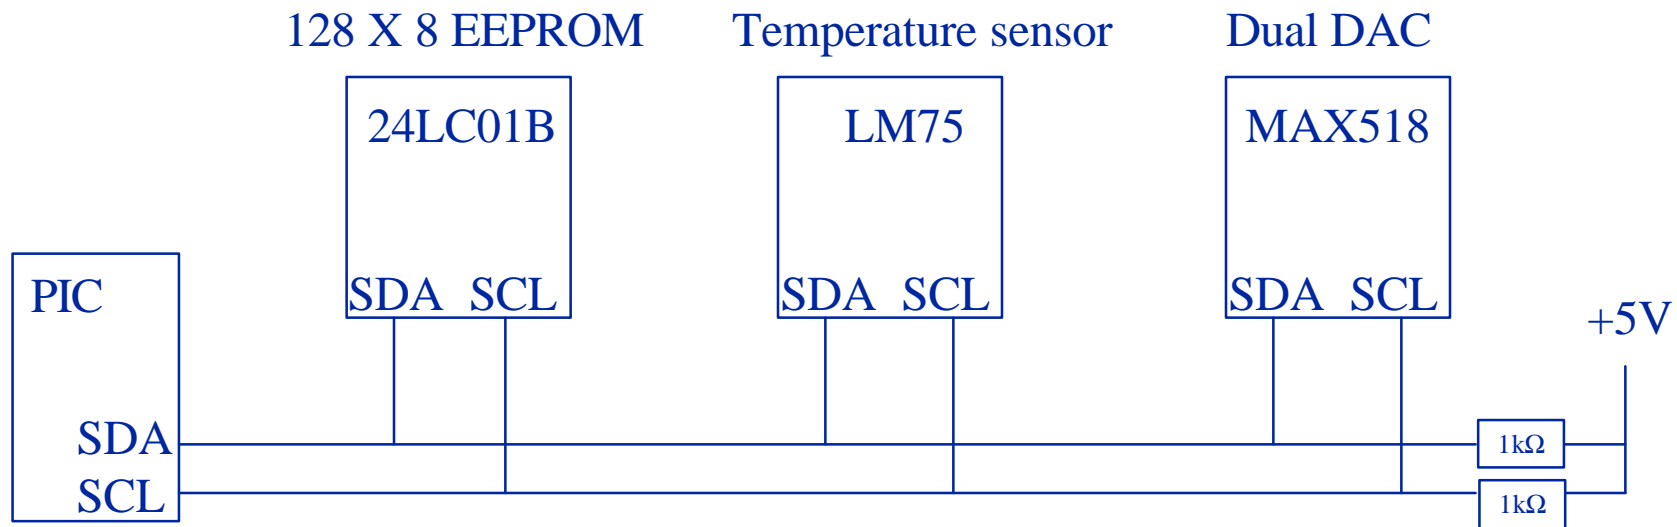 128 X 8 EEPROM
Temperature sensor
Dual DAC
24LC01B
LM75
MAX518
PIC
SDA SCL
SDA SCL
SDA SCL
+5V
SDA
1kΩ
SCL
1kΩ